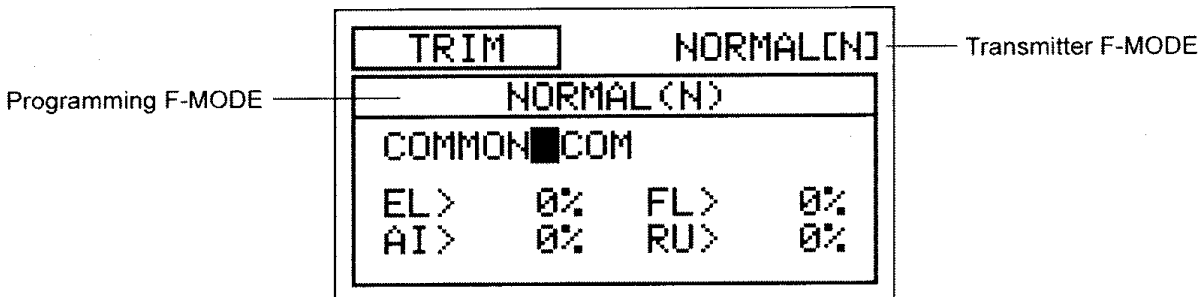 TRIM NORMAL[N] Transmitter F-MODE
Programming F-MODE NORMAL(N)
COMMON COM
EL> 0% FL> 0%
AI> 0% RU> 0%